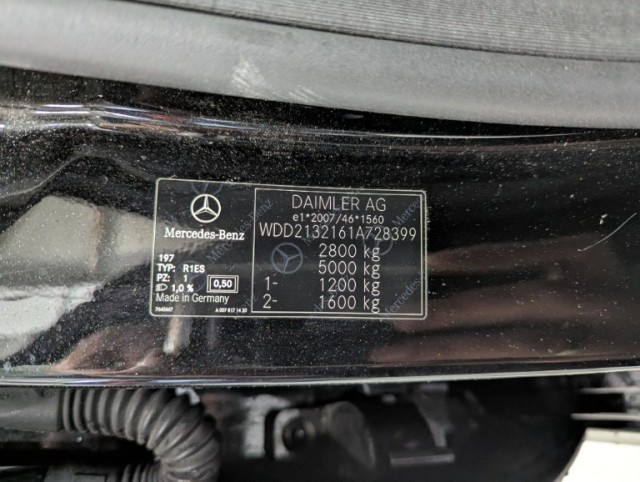 Mercedes-Benz
197
TYP: R1ES
PZ: 1
1,0 % 0,50
Made in Germany
DAIMLER AG
e1*2007/46*1560
WDD2132161A728399
2800 kg
5000 kg
1- 1200 kg
2- 1600 kg